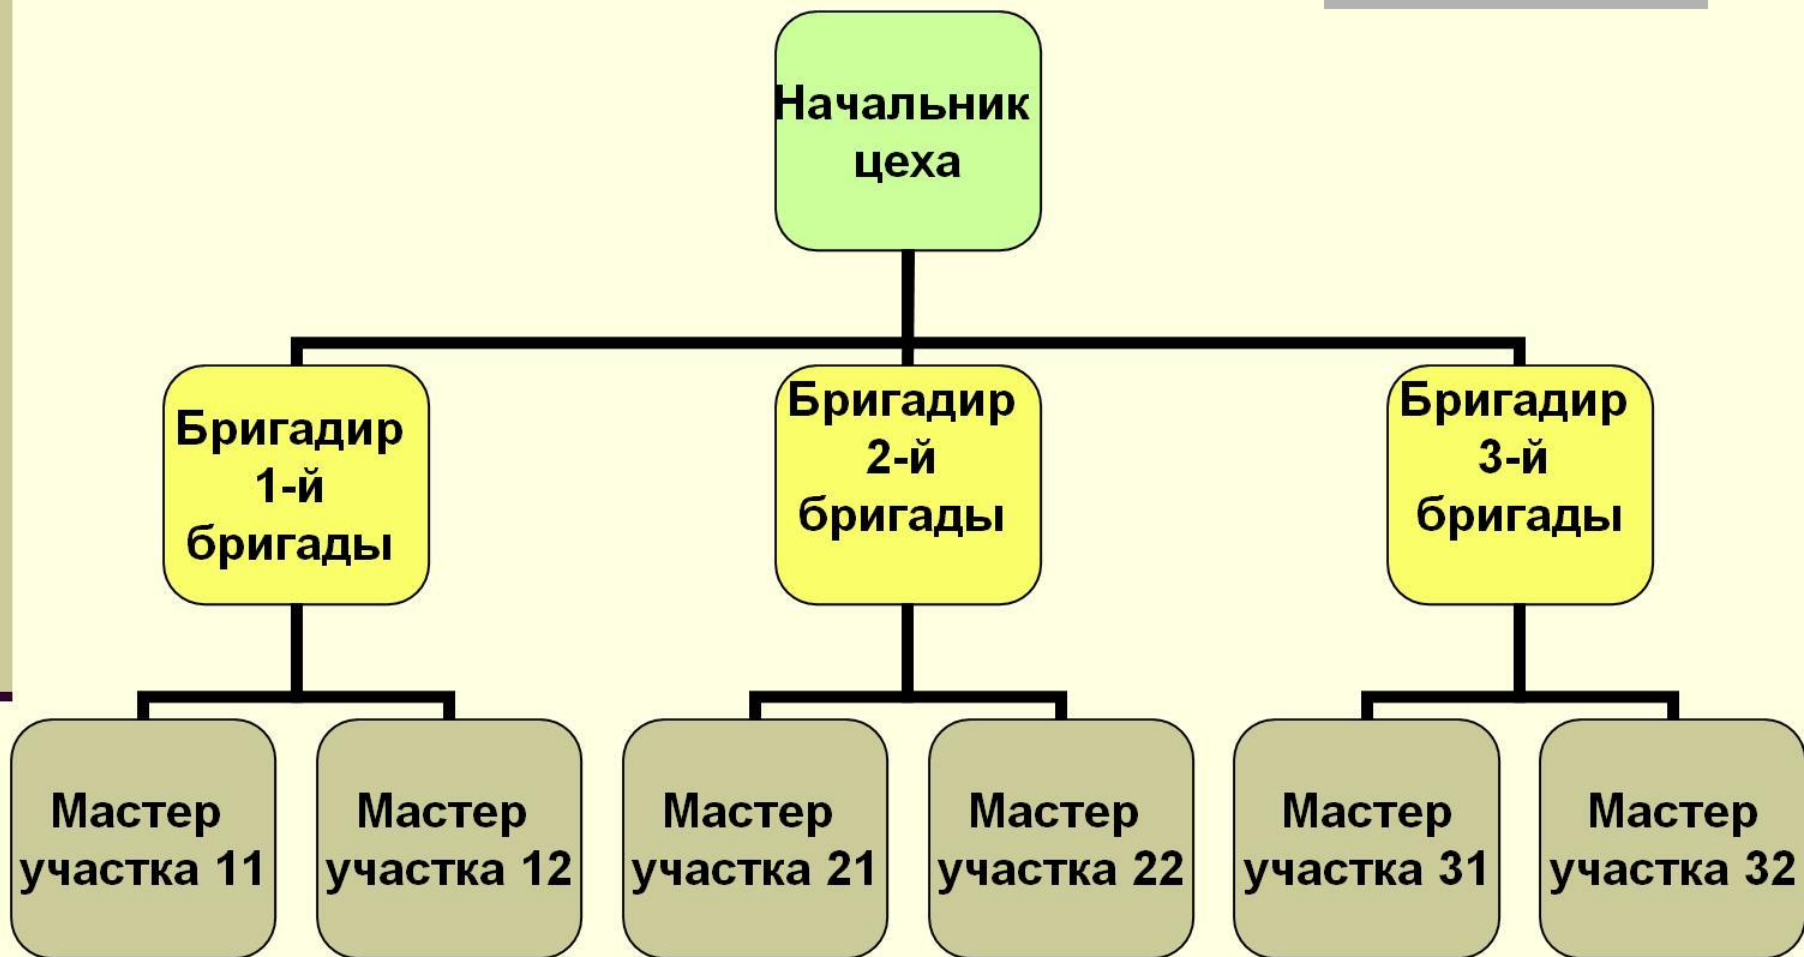 Начальник
цеха
Бригадир
1-й
бригады
Бригадир
2-й
бригады
Бригадир
3-й
бригады
Мастер
участка 11
Мастер
участка 12
Мастер
участка 21
Мастер
участка 22
Мастер
участка 31
Мастер
участка 32